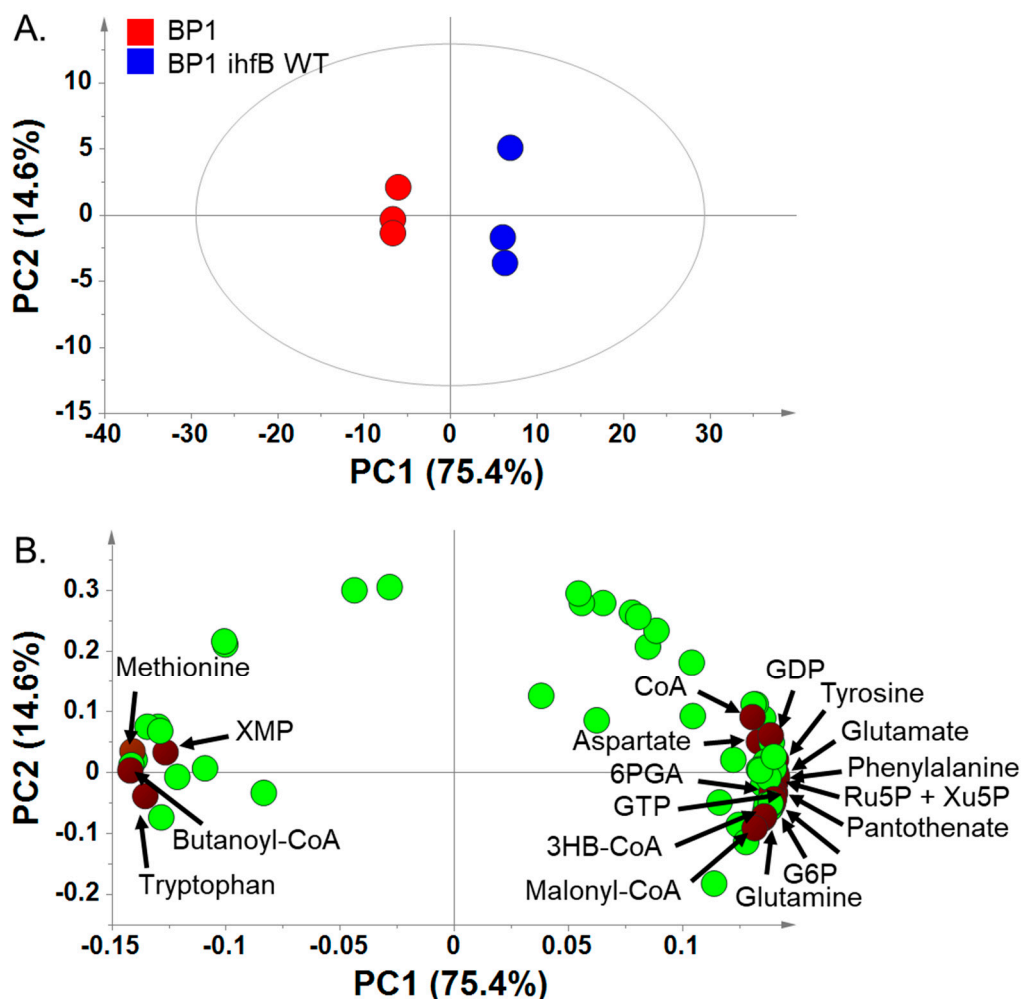 A.
BP1
BP1 ihfB WT
10
5
0
-5
-10
-15
-40 -30 -20 -10 0 10 20 30
PC2 (14.6%)
PC1 (75.4%)
B.
0.3
0.2
0.1
0
-0.1
-0.2
-0.15 -0.1 -0.05 0 0.05 0.1
PC2 (14.6%)
PC1 (75.4%)
Methionine
XMP
Butanoyl-CoA
Tryptophan
CoA
GDP
Tyrosine
Aspartate
Glutamate
6PGA
Phenylalanine
GTP
Ru5P + Xu5P
Pantothenate
3HB-CoA
G6P
Malonyl-CoA
Glutamine